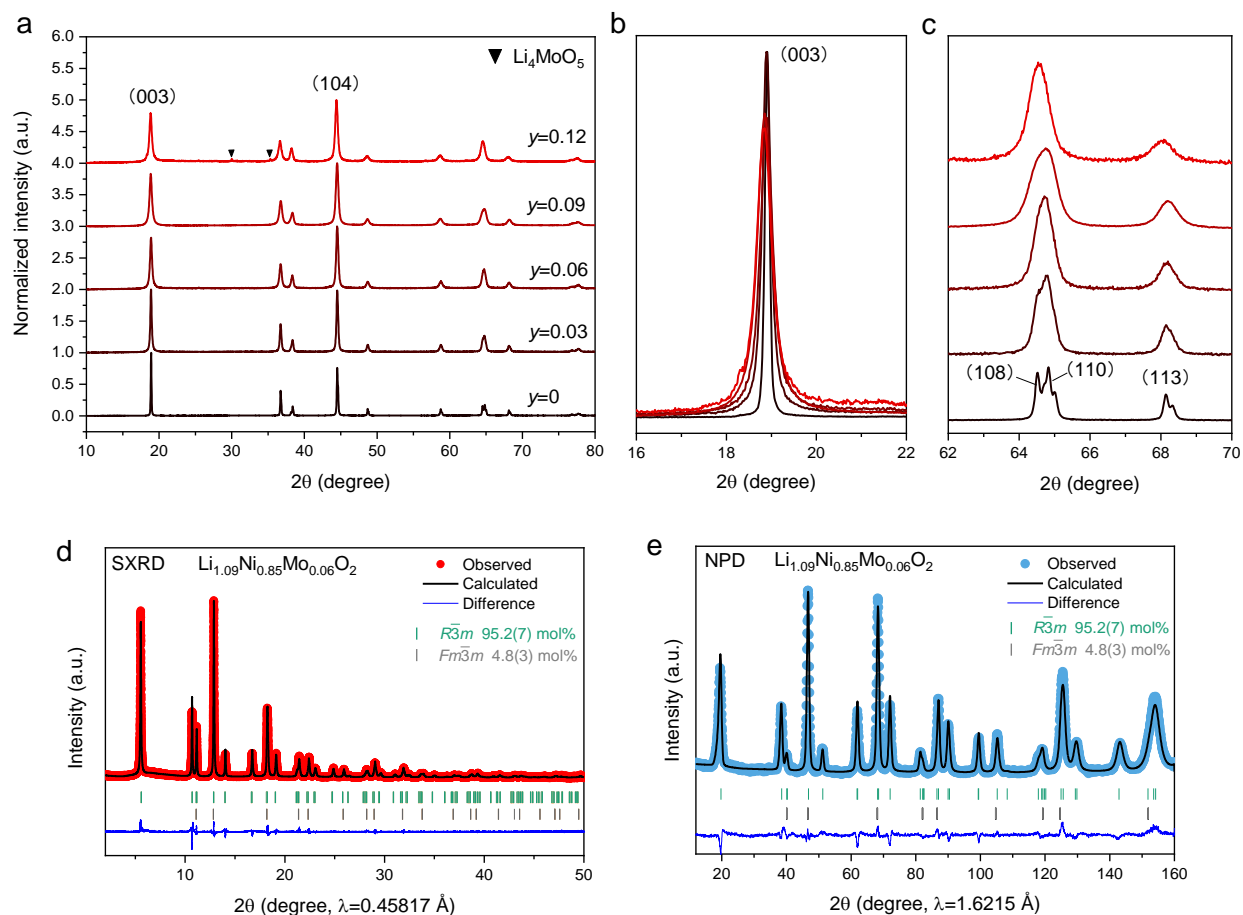 a
Normalized intensity (a.u.)
6.0
5.5
5.0
4.5
4.0
3.5
3.0
2.5
2.0
1.5
1.0
0.5
0.0
▼ Li₄MoO₅
(003)
(104)
y=0.12
y=0.09
y=0.06
y=0.03
y=0
10 20 30 40 50 60 70 80
2θ (degree)
b
(003)
16 18 20 22
2θ (degree)
c
(108)
(110)
(113)
62 64 66 68 70
2θ (degree)
d
SXRD Li₁.₀₉Ni₀.₈₅Mo₀.₀₆O₂
Observed
Calculated
Difference
R3̅m 95.2(7) mol%
Fm3̅m 4.8(3) mol%
Intensity (a.u.)
10 20 30 40 50
2θ (degree, λ=0.45817 Å)
e
NPD Li₁.₀₉Ni₀.₈₅Mo₀.₀₆O₂
Observed
Calculated
Difference
R3̅m 95.2(7) mol%
Fm3̅m 4.8(3) mol%
Intensity (a.u.)
20 40 60 80 100 120 140 160
2θ (degree, λ=1.6215 Å)